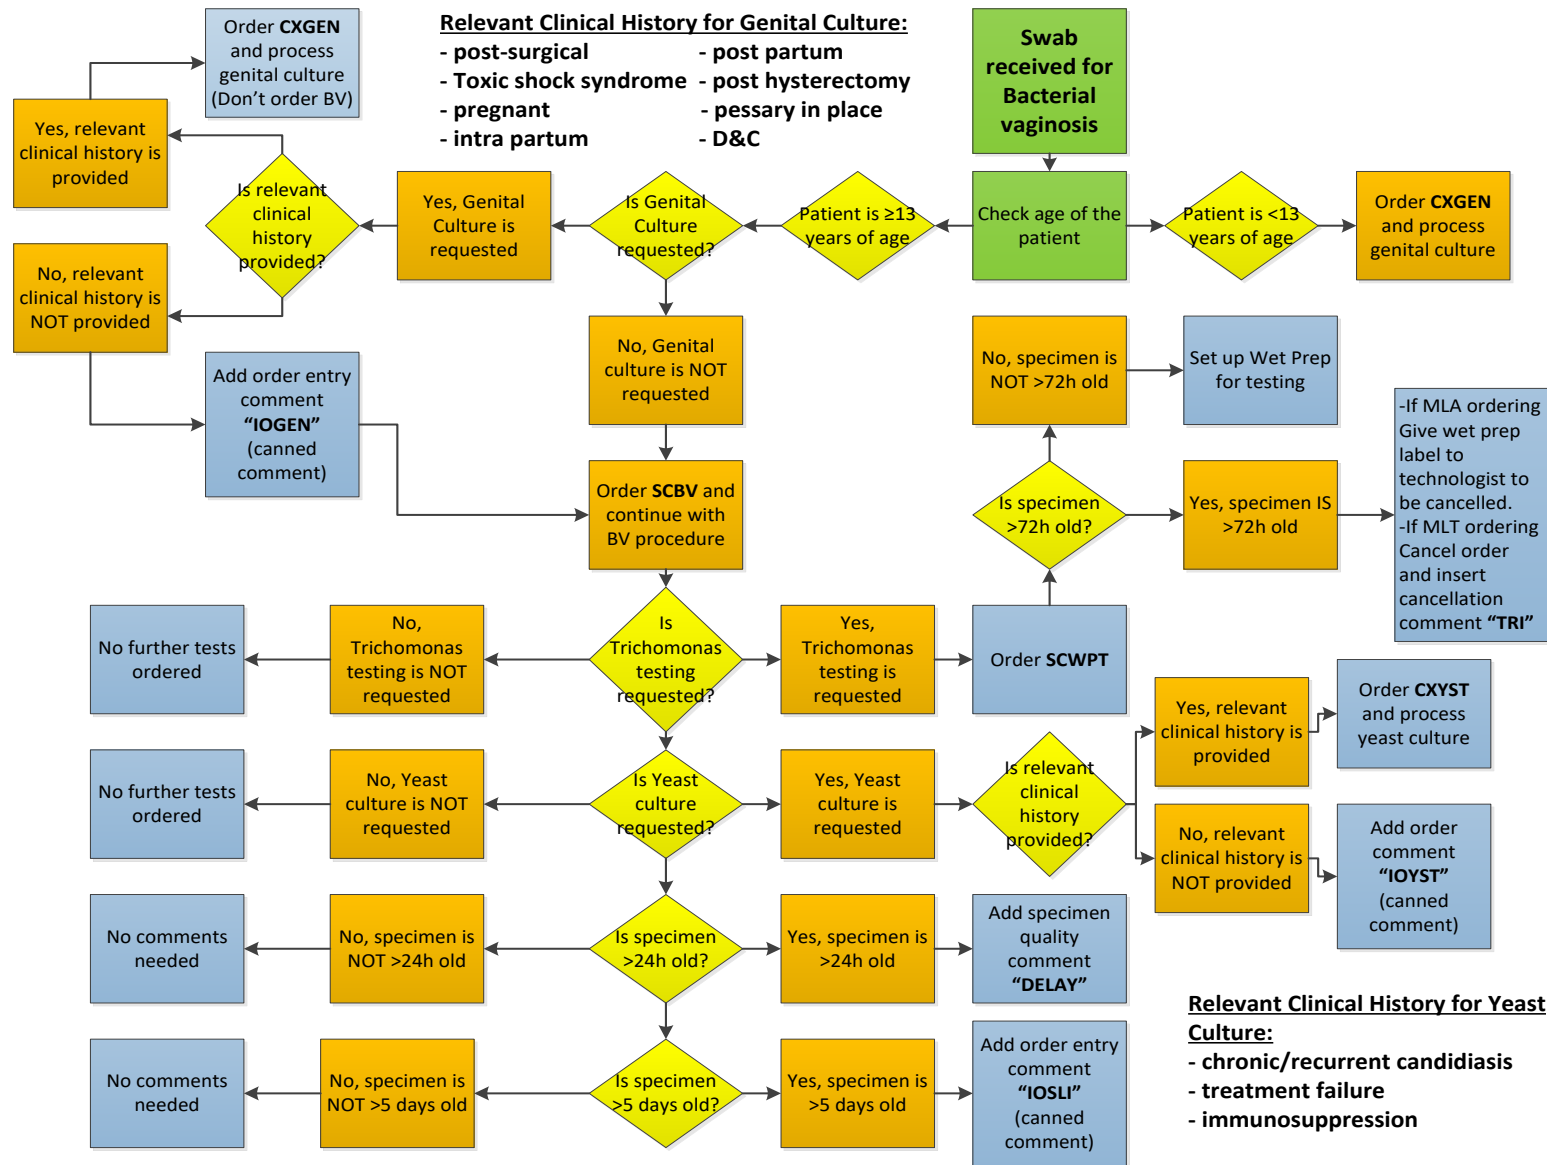 Relevant Clinical History for Genital Culture:
- post-surgical - post partum
- Toxic shock syndrome - post hysterectomy
- pregnant - pessary in place
- intra partum - D&C
Swab
received for
Bacterial
vaginosis
Check age of the
patient
Patient is <13
years of age
Order CXGEN
and process
genital culture
Patient is ≥13
years of age
Is Genital
Culture
requested?
Yes, Genital
Culture is
requested
Is relevant
clinical
history
provided?
Yes, relevant
clinical history is
provided
Order CXGEN
and process
genital culture
(Don’t order BV)
No, relevant
clinical history is
NOT provided
Add order entry
comment
“IOGEN”
(canned
comment)
No, Genital
culture is NOT
requested
Order SCBV and
continue with
BV procedure
Is
Trichomonas
testing
requested?
No,
Trichomonas
testing is NOT
requested
No further tests
ordered
Yes,
Trichomonas
testing is
requested
Order SCWPT
Is specimen
>72h old?
No, specimen is
NOT >72h old
Set up Wet Prep
for testing
Yes, specimen IS
>72h old
-If MLA ordering
Give wet prep
label to
technologist to
be cancelled.
-If MLT ordering
Cancel order
and insert
cancellation
comment “TRI”
Is Yeast
culture
requested?
No, Yeast
culture is NOT
requested
No further tests
ordered
Yes, Yeast
culture is
requested
Is relevant
clinical
history
provided?
Yes, relevant
clinical history is
provided
Order CXYST
and process
yeast culture
No, relevant
clinical history is
NOT provided
Add order
comment
“IOYST”
(canned
comment)
Is specimen
>24h old?
No, specimen is
NOT >24h old
No comments
needed
Yes, specimen is
>24h old
Add specimen
quality
comment
“DELAY”
Is specimen
>5 days old?
No, specimen is
NOT >5 days old
No comments
needed
Yes, specimen is
>5 days old
Add order entry
comment
“IOSLI”
(canned
comment)
Relevant Clinical History for Yeast
Culture:
- chronic/recurrent candidiasis
- treatment failure
- immunosuppression